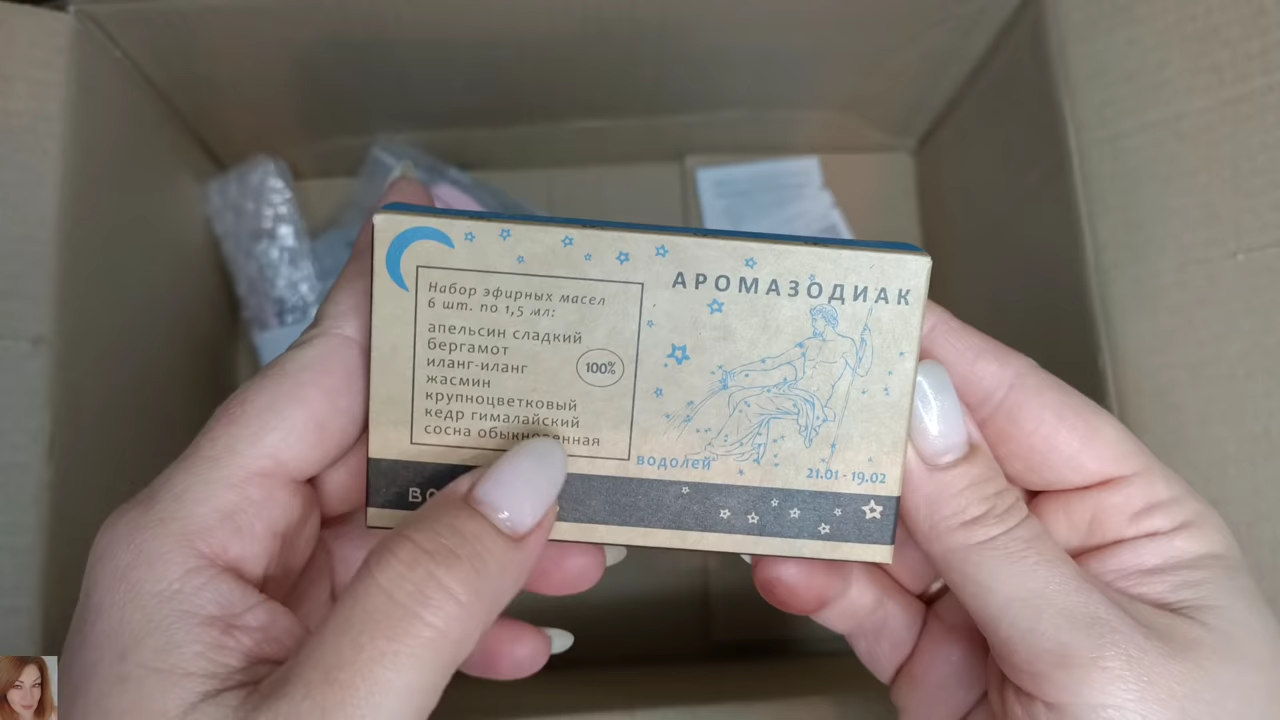 Набор эфирных масел
6 шт. по 1,5 мл:
апельсин сладкий
бергамот
иланг-иланг
жасмин
крупноцветковый
кедр гималайский
сосна обыкновенная
100%
АРОМАЗОДИАК
водолей
21.01 - 19.02